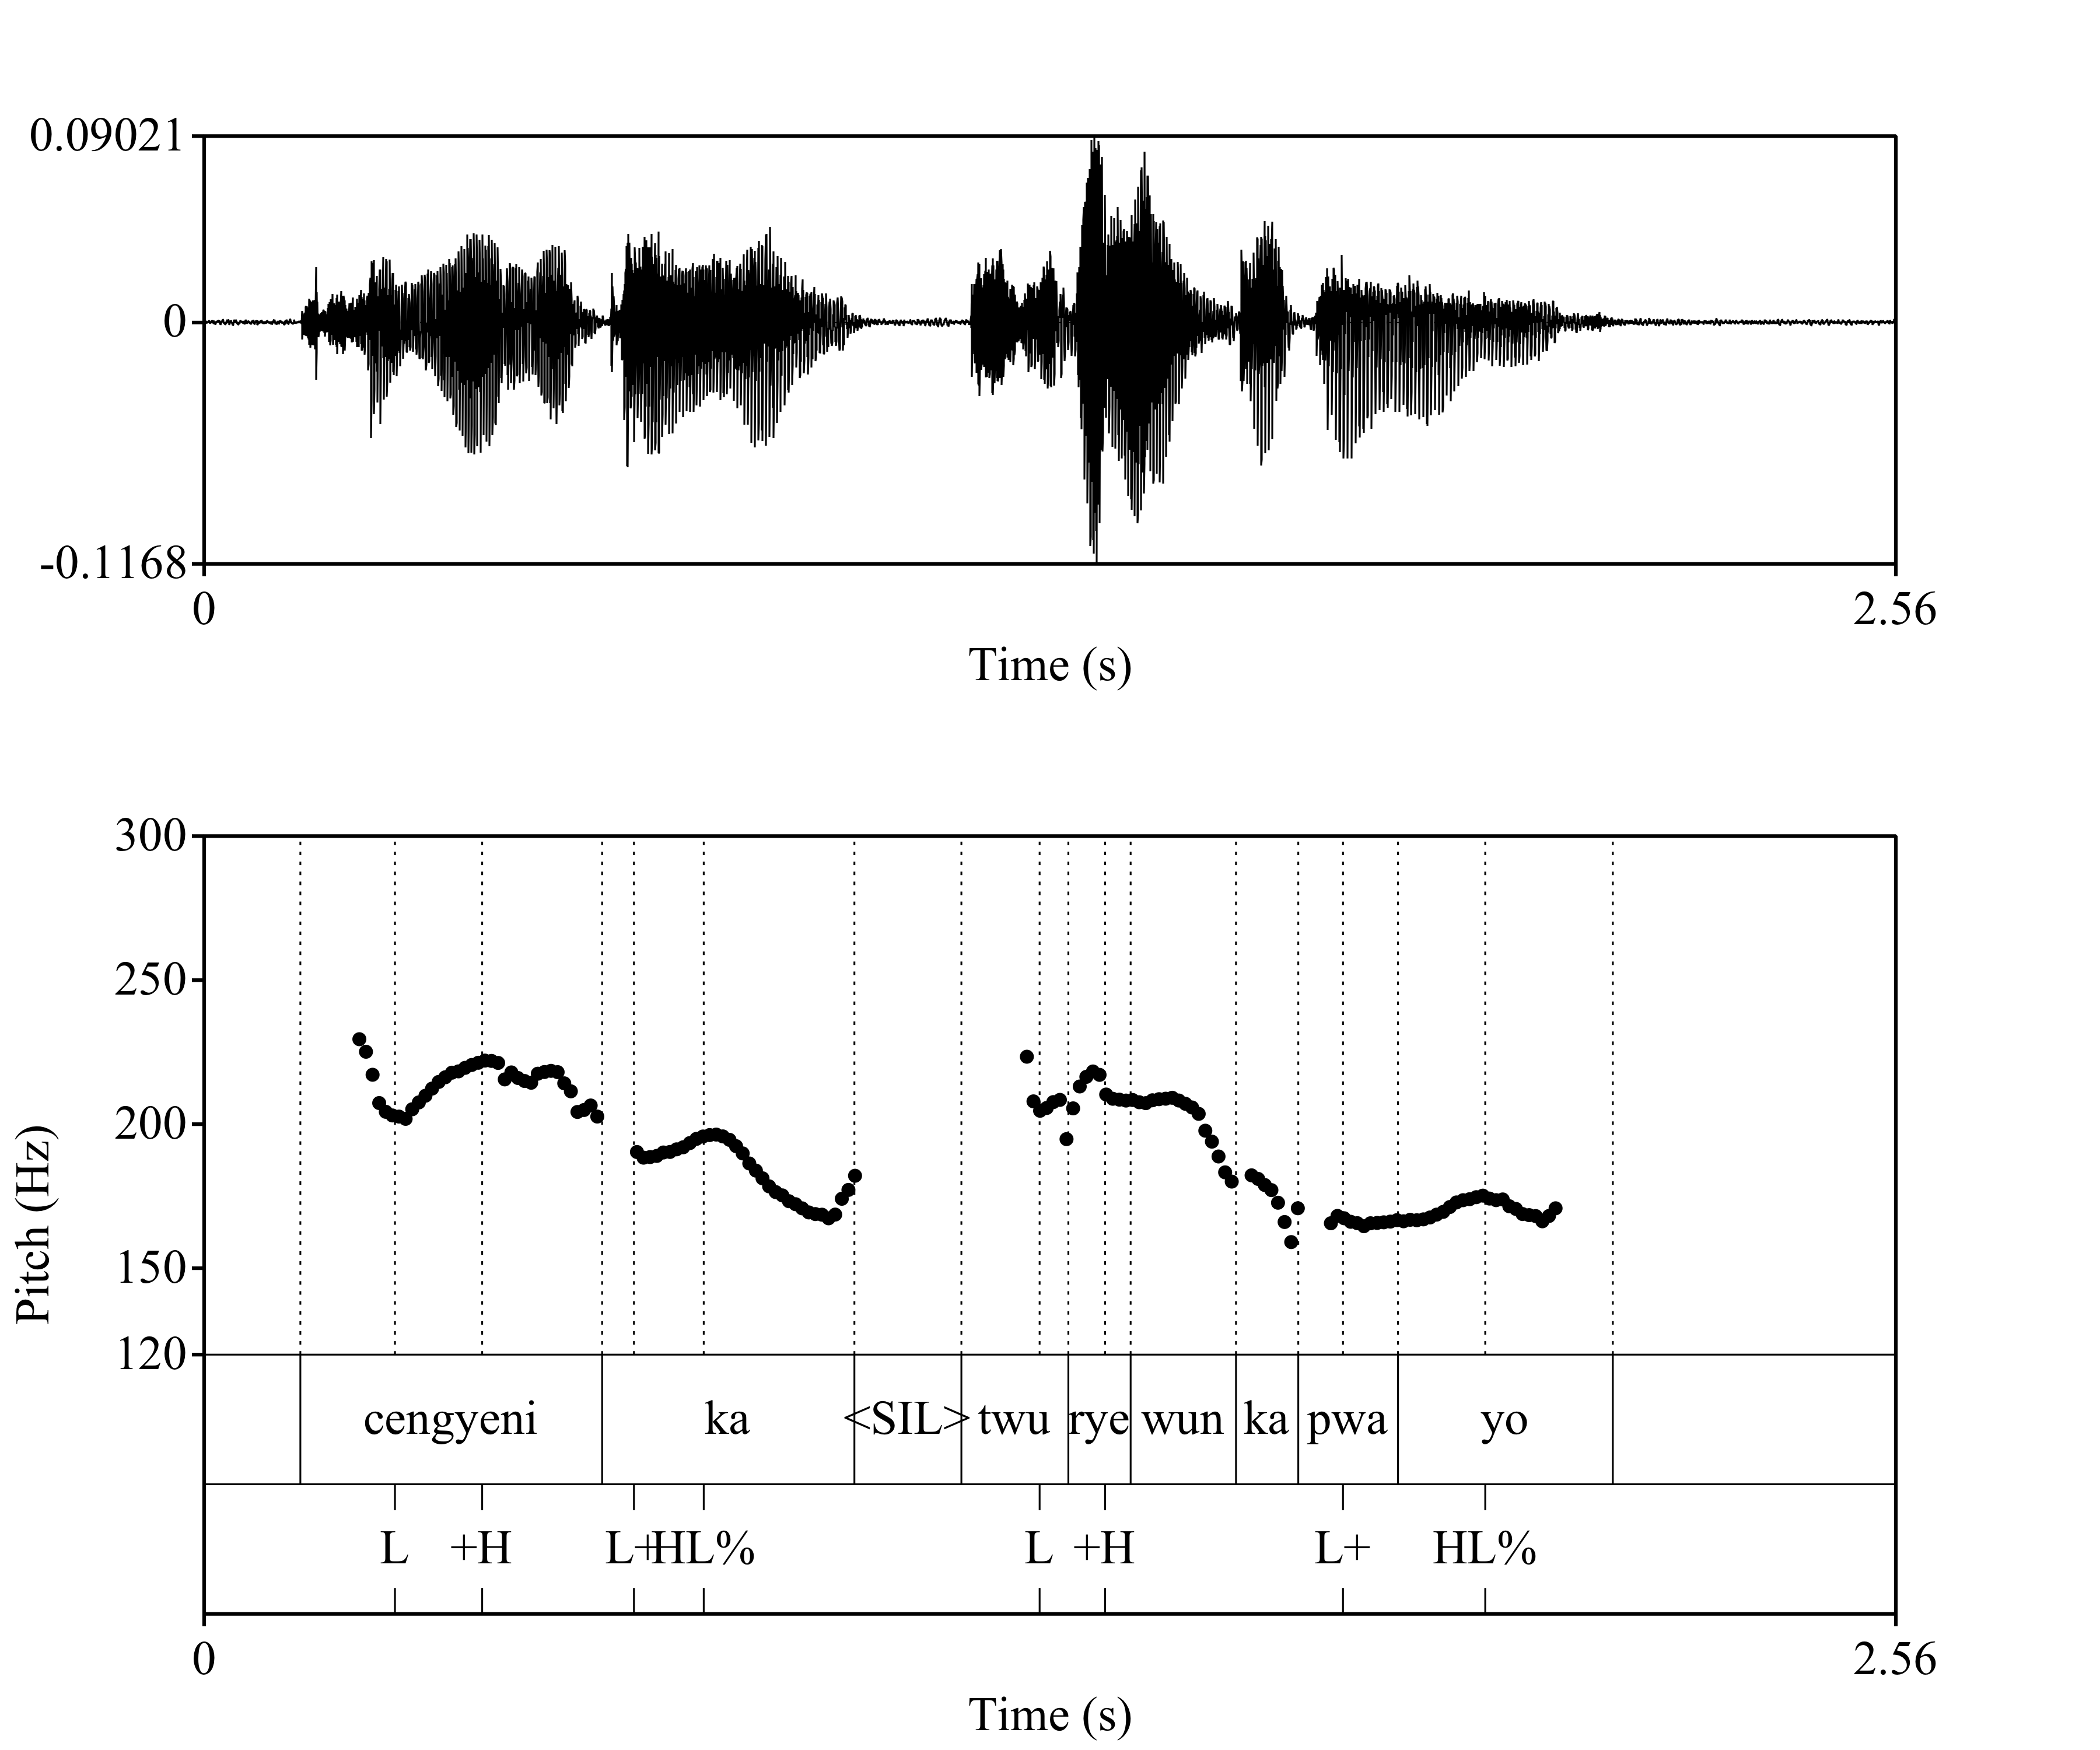 0.09021
0
-0.1168
0 2.56
Time (s)
300
250
200
150
120
Pitch (Hz)
cengyeni ka <SIL> twu rye wun ka pwa yo
L +H L+ HL% L +H L+ HL%
0 2.56
Time (s)